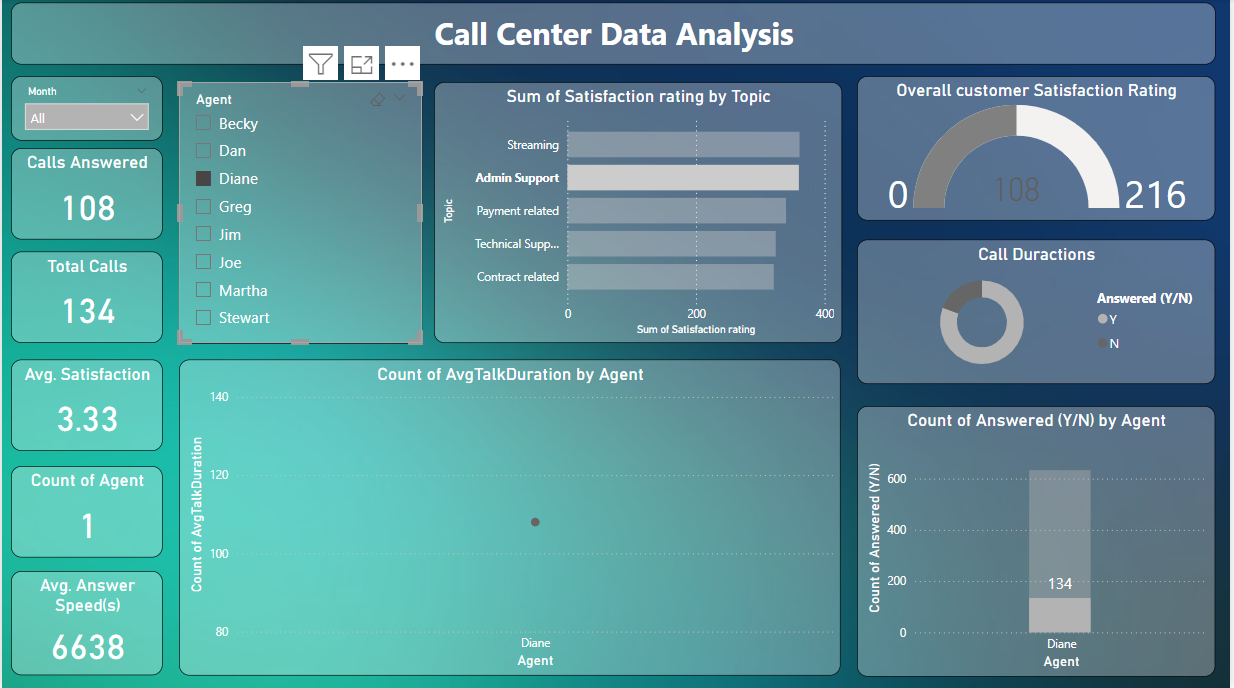 Call Center Data Analysis
Month
All
Calls Answered
108
Total Calls
134
Avg. Satisfaction
3.33
Count of Agent
1
Avg. Answer
Speed(s)
6638
Agent
Becky
Dan
Diane
Greg
Jim
Joe
Martha
Stewart
Sum of Satisfaction rating by Topic
Topic
Streaming
Admin Support
Payment related
Technical Supp...
Contract related
0 200 400
Sum of Satisfaction rating
Overall customer Satisfaction Rating
0 108 216
Call Duractions
Answered (Y/N)
Y
N
Count of AvgTalkDuration by Agent
Count of AvgTalkDuration
140
120
100
80
Diane
Agent
Count of Answered (Y/N) by Agent
Count of Answered (Y/N)
600
400
200
0
134
Diane
Agent